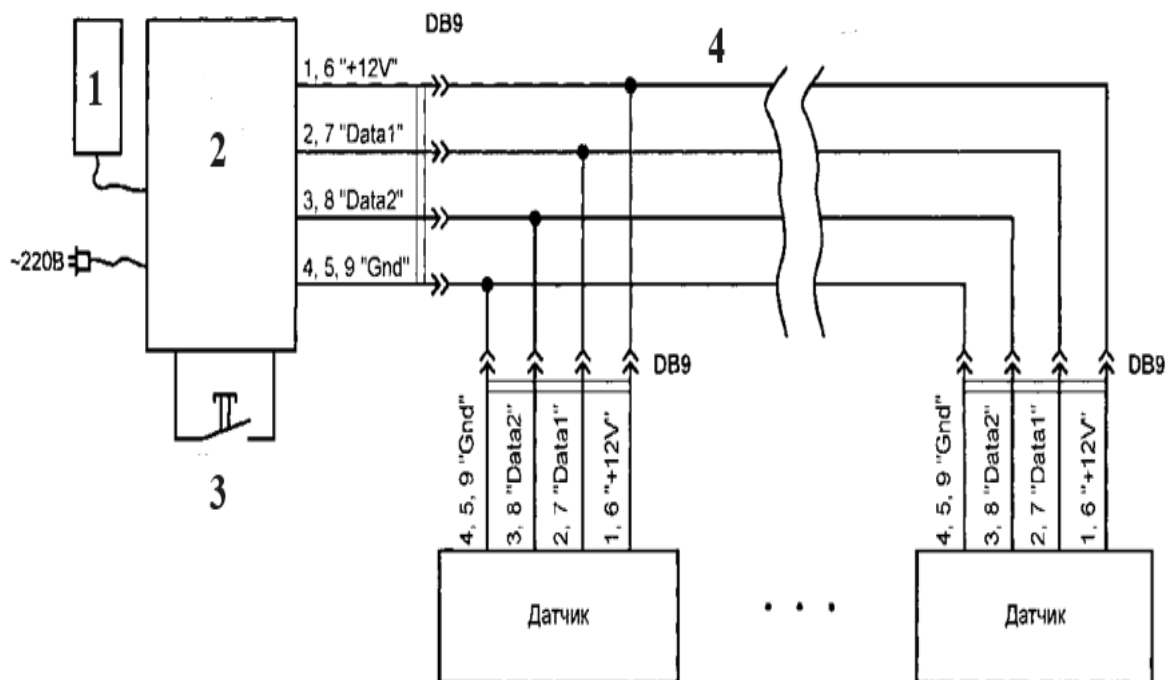 DB9
4
1
1, 6 "+12V"
2
2, 7 "Data1"
3, 8 "Data2"
~220В
4, 5, 9 "Gnd"
DB9
DB9
3
4, 5, 9 "Gnd"
3, 8 "Data2"
2, 7 "Data1"
1, 6 "+12V"
4, 5, 9 "Gnd"
3, 8 "Data2"
2, 7 "Data1"
1, 6 "+12V"
Датчик
. . .
Датчик